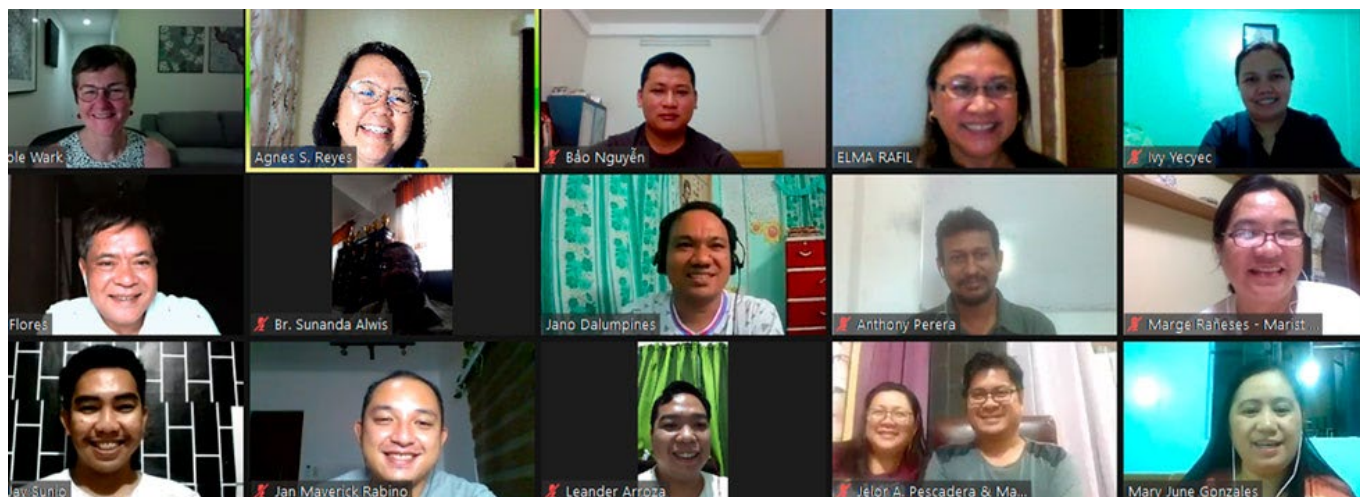 ole Wark
Agnes S. Reyes
Bảo Nguyễn
ELMA RAFIL
Ivy Yecyec
Flores
Br. Sunanda Alwis
Jano Dalumpines
Anthony Perera
Marge Rañeses - Marist ...
Jay Sunio
Jan Maverick Rabino
Leander Arroza
Jelor A. Pescadera & Ma...
Mary June Gonzales